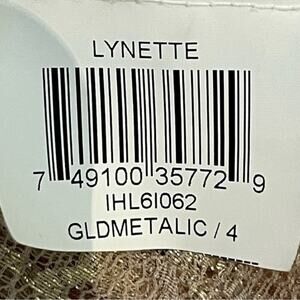 LYNETTE
7 49100 35772 9
IHL6I062
GLDMETALIC / 4